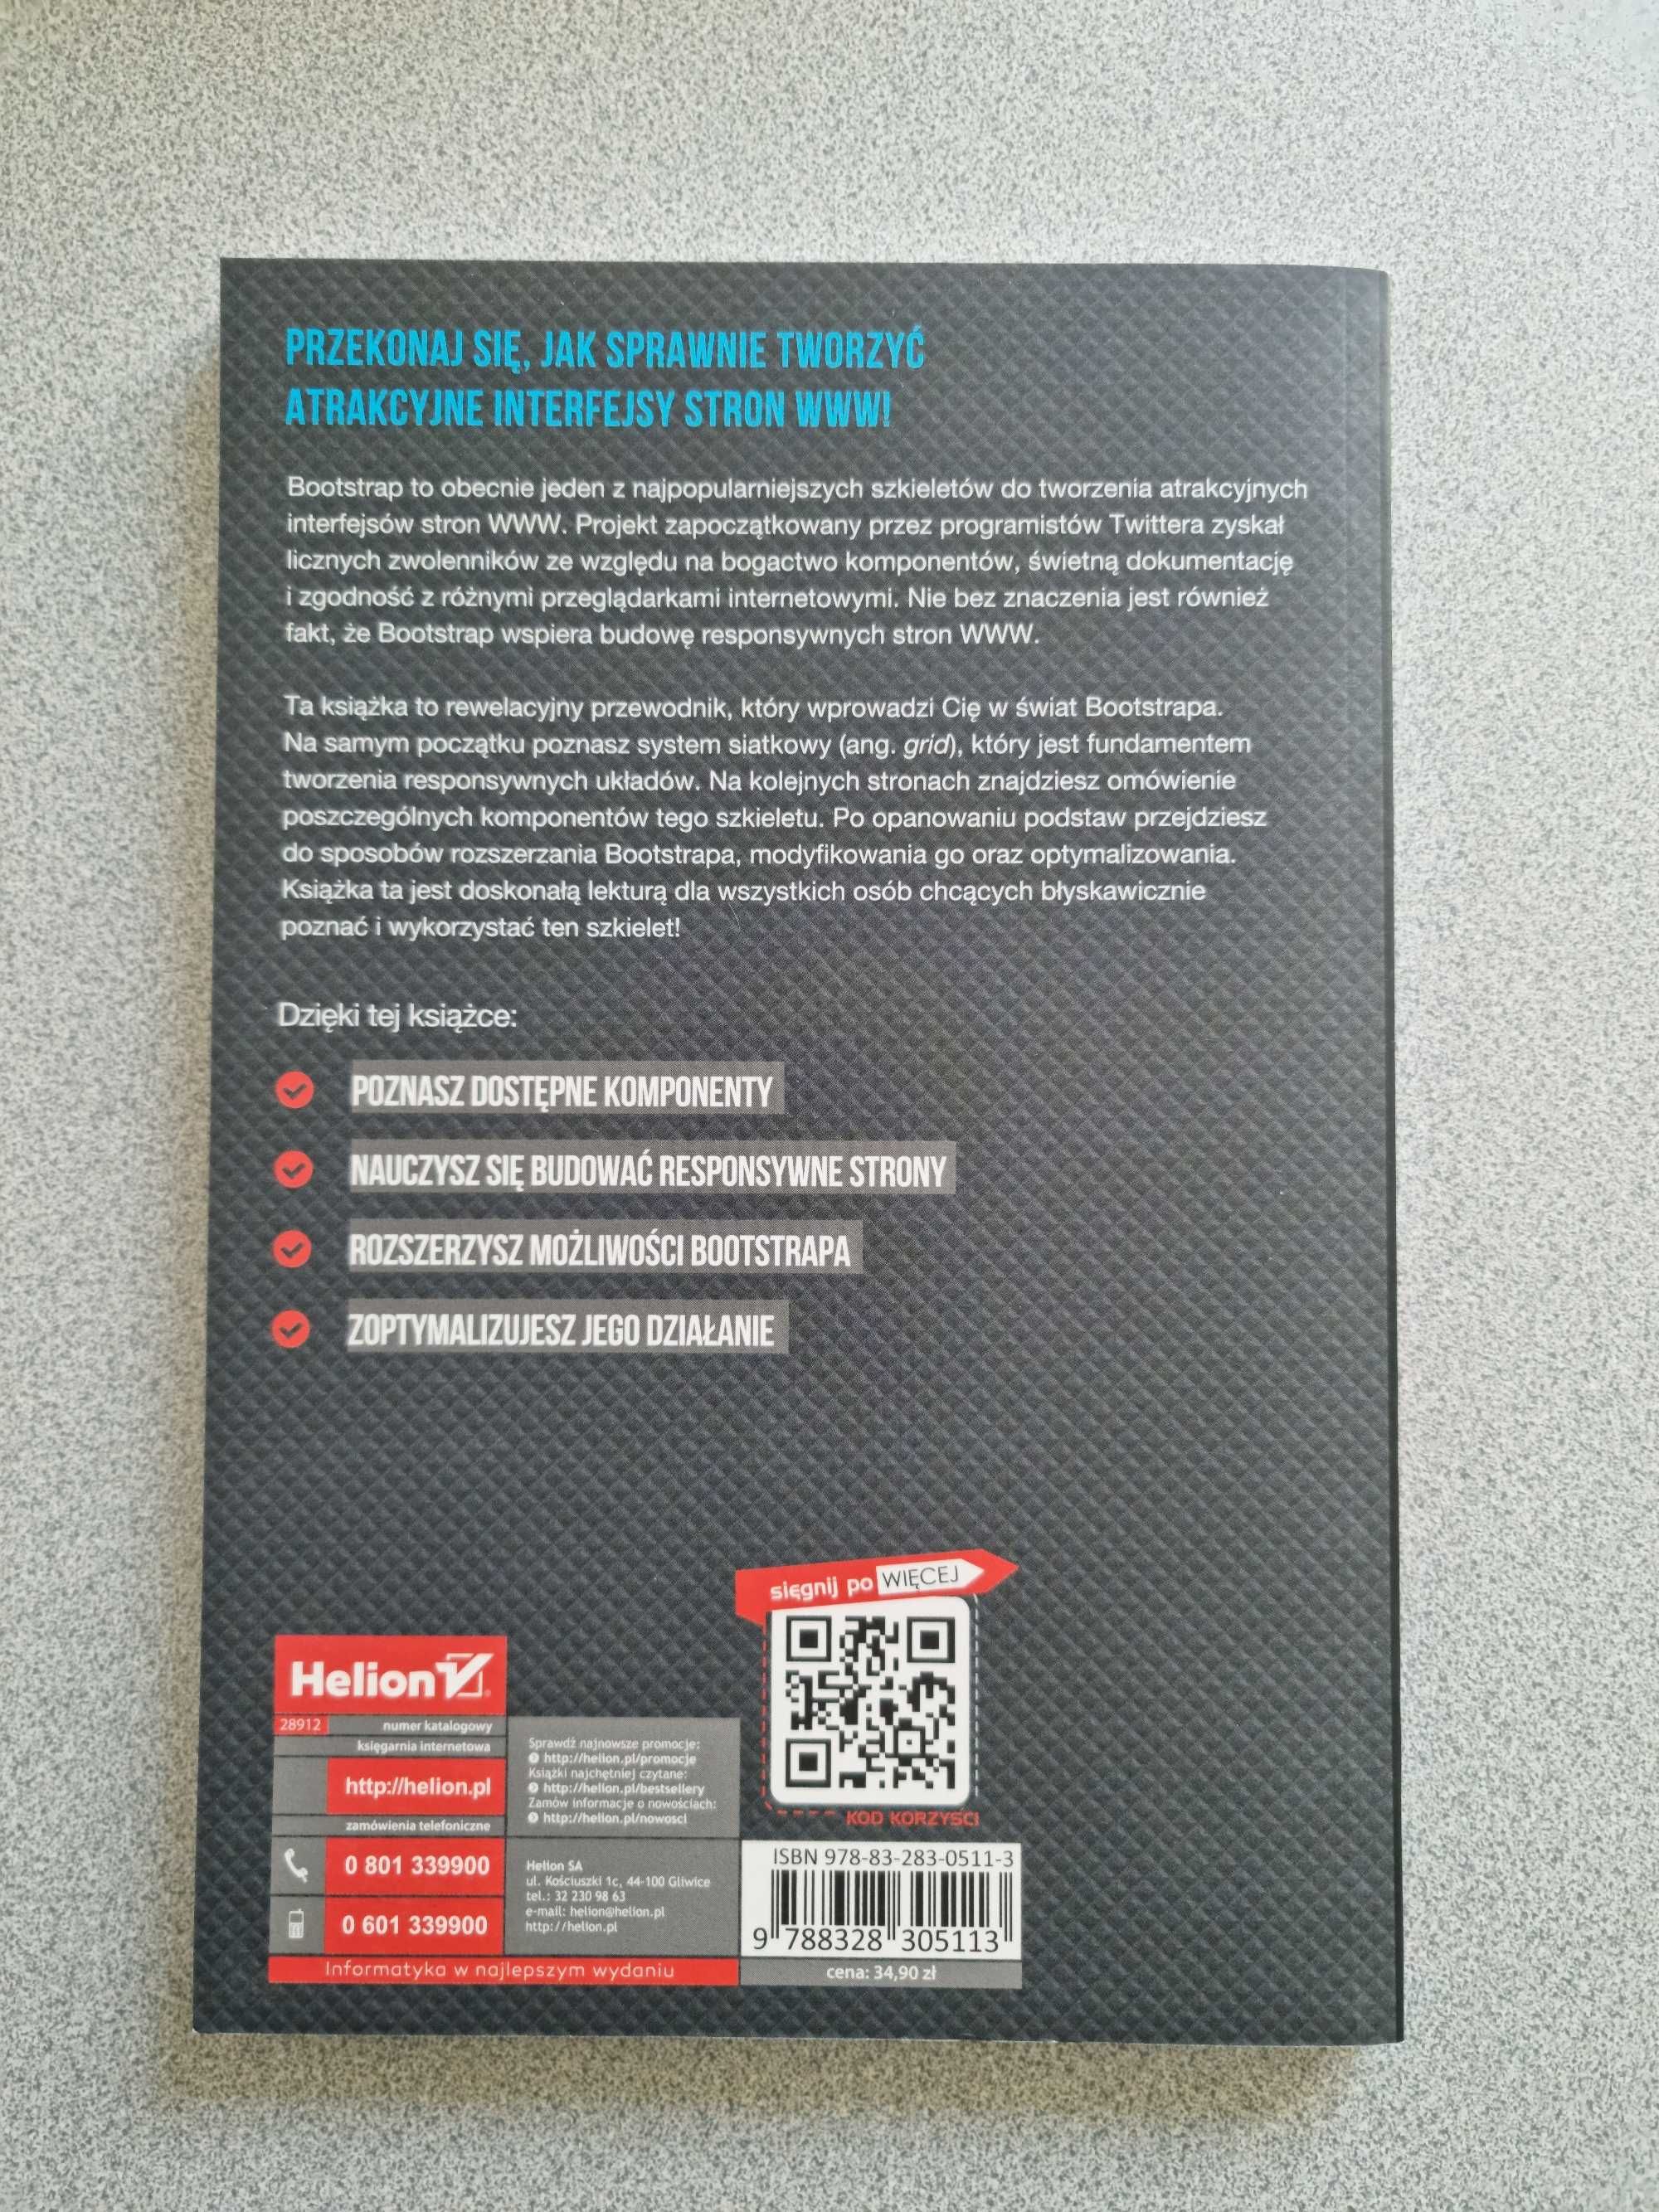 PRZEKONAJ SIĘ, JAK SPRAWNIE TWORZYĆ
ATRAKCYJNE INTERFEJSY STRON WWW!
Bootstrap to obecnie jeden z najpopularniejszych szkieletów do tworzenia atrakcyjnych
interfejsów stron WWW. Projekt zapoczątkowany przez programistów Twittera zyskał
licznych zwolenników ze względu na bogactwo komponentów, świetną dokumentację
i zgodność z różnymi przeglądarkami internetowymi. Nie bez znaczenia jest również
fakt, że Bootstrap wspiera budowę responsywnych stron WWW.
Ta książka to rewelacyjny przewodnik, który wprowadzi Cię w świat Bootstrapa.
Na samym początku poznasz system siatkowy (ang. grid), który jest fundamentem
tworzenia responsywnych układów. Na kolejnych stronach znajdziesz omówienie
poszczególnych komponentów tego szkieletu. Po opanowaniu podstaw przejdziesz
do sposobów rozszerzania Bootstrapa, modyfikowania go oraz optymalizowania.
Książka ta jest doskonałą lekturą dla wszystkich osób chcących błyskawicznie
poznać i wykorzystać ten szkielet!
Dzięki tej książce:
POZNASZ DOSTĘPNE KOMPONENTY
NAUCZYSZ SIĘ BUDOWAĆ RESPONSYWNE STRONY
ROZSZERZYSZ MOŻLIWOŚCI BOOTSTRAPA
ZOPTYMALIZUJESZ JEGO DZIAŁANIE
sięgnij po WIĘCEJ
KOD KORZYŚCI
Helion
28912 numer katalogowy
księgarnia internetowa
http://helion.pl
zamówienia telefoniczne
0 801 339900
0 601 339900
Sprawdź najnowsze promocje:
http://helion.pl/promocje
Książki najchętniej czytane:
http://helion.pl/bestsellery
Zamów informacje o nowościach:
http://helion.pl/nowosci
Helion SA
ul. Kościuszki 1c, 44-100 Gliwice
tel.: 32 230 98 63
e-mail: helion@helion.pl
http://helion.pl
Informatyka w najlepszym wydaniu
ISBN 978-83-283-0511-3
9 788328 305113
cena: 34,90 zł